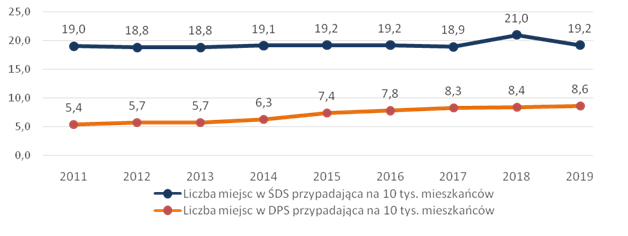 25,0
20,0
15,0
10,0
5,0
0,0
19,0 18,8 18,8 19,1 19,2 19,2 18,9 21,0 19,2
5,4 5,7 5,7 6,3 7,4 7,8 8,3 8,4 8,6
2011 2012 2013 2014 2015 2016 2017 2018 2019
Liczba miejsc w ŚDS przypadająca na 10 tys. mieszkańców
Liczba miejsc w DPS przypadająca na 10 tys. mieszkańców